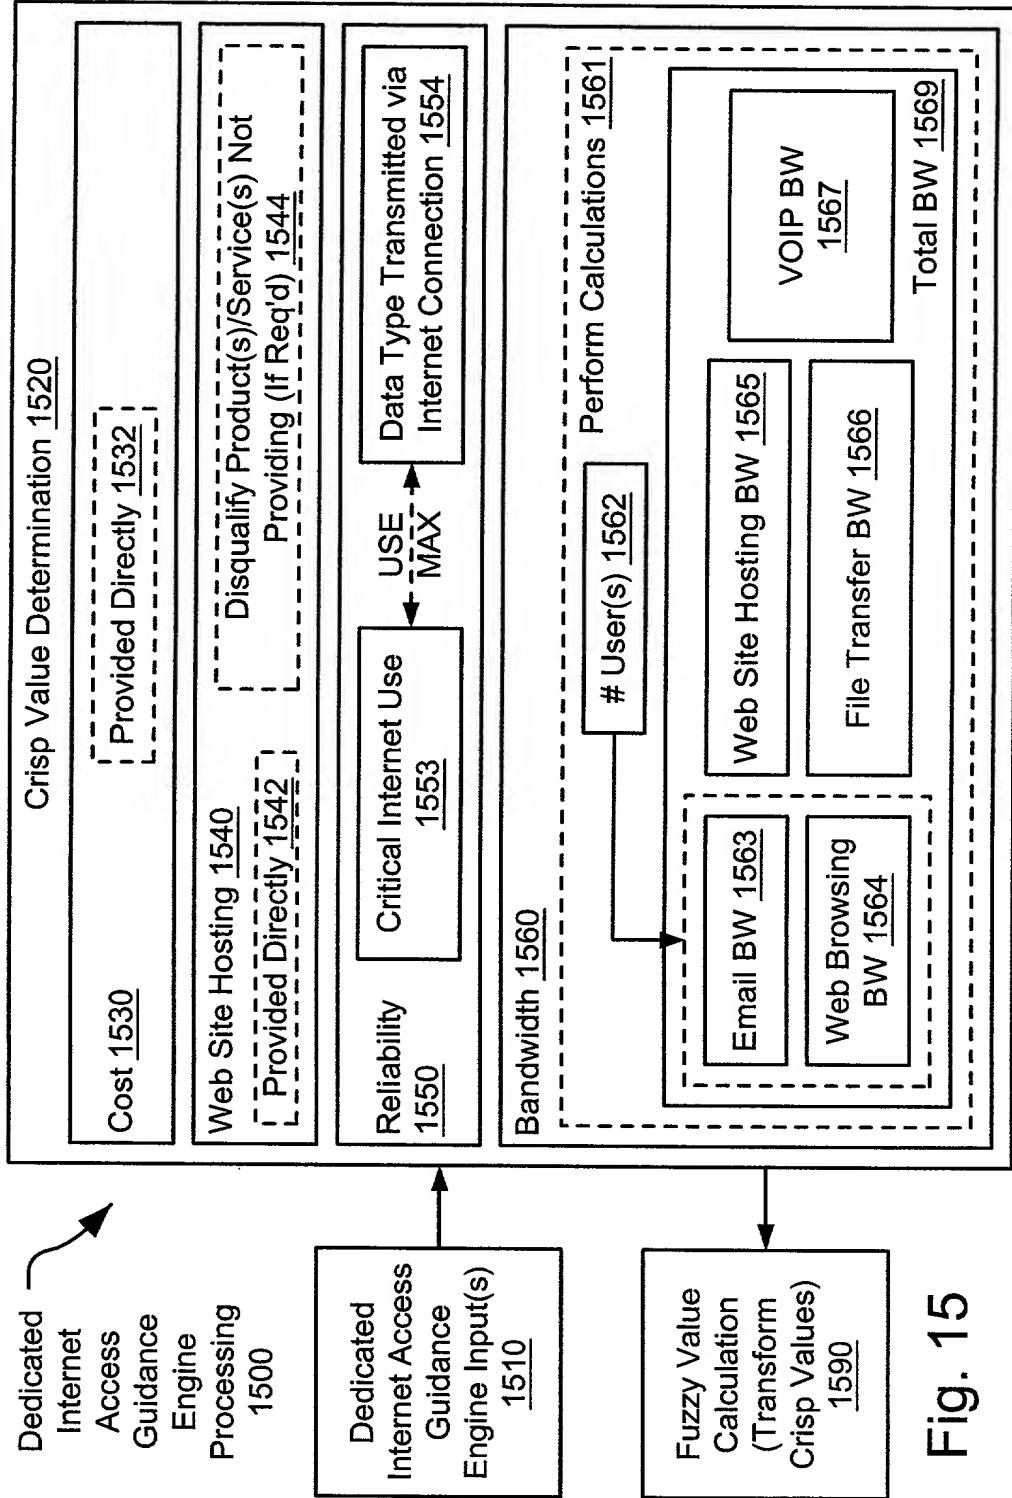 Dedicated
Internet
Access
Guidance
Engine
Processing
1500
Dedicated
Internet Access
Guidance
Engine Input(s)
1510
Fuzzy Value
Calculation
(Transform
Crisp Values)
1590
Crisp Value Determination 1520
Cost 1530
Provided Directly 1532
Web Site Hosting 1540
Provided Directly 1542
Disqualify Product(s)/Service(s) Not
Providing (If Req'd) 1544
Reliability
1550
Critical Internet Use
1553
USE
MAX
Data Type Transmitted via
Internet Connection 1554
Bandwidth 1560
Perform Calculations 1561
# User(s) 1562
Email BW 1563
Web Browsing
BW 1564
Web Site Hosting BW 1565
File Transfer BW 1566
VOIP BW
1567
Total BW 1569
Fig. 15